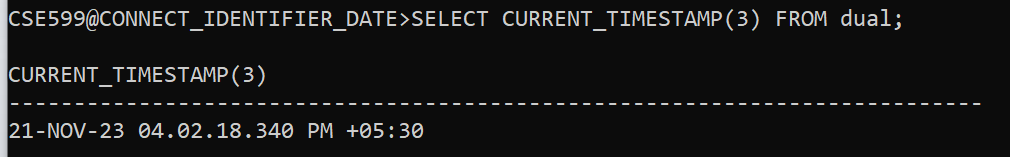 CSE599@CONNECT_IDENTIFIER_DATE>SELECT CURRENT_TIMESTAMP(3) FROM dual;
CURRENT_TIMESTAMP(3)
---------------------------------------------------------------------------
21-NOV-23 04.02.18.340 PM +05:30